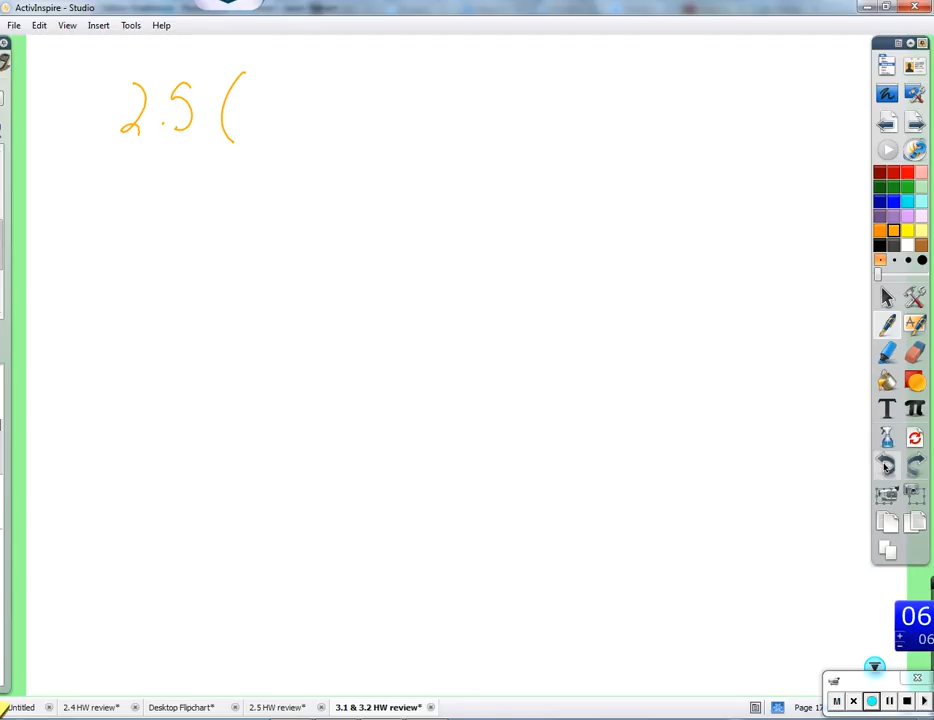 ActivInspire - Studio
File Edit View Insert Tools Help
2.5 (
06
06
Untitled 2.4 HW review* Desktop Flipchart* 2.5 HW review* 3.1 & 3.2 HW review* Page 17
M